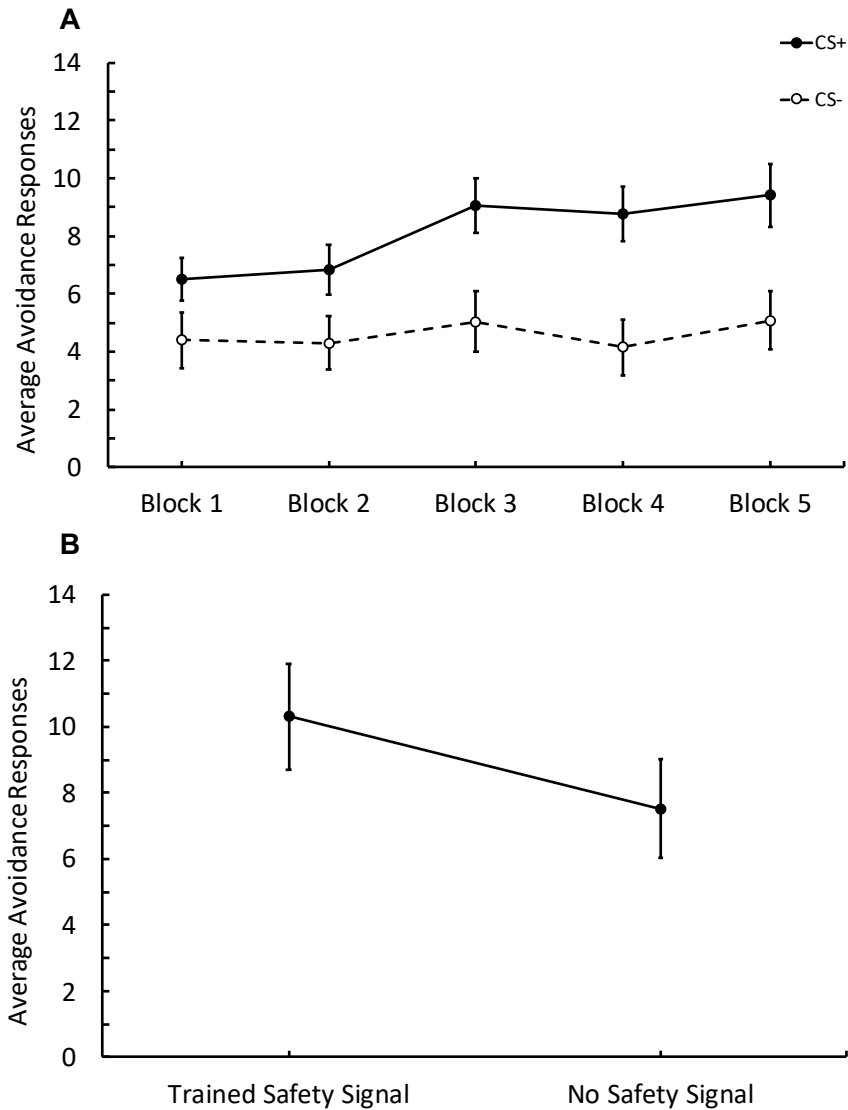 A
CS+
CS-
14
12
10
8
6
4
2
0
Average Avoidance Responses
Block 1 Block 2 Block 3 Block 4 Block 5
B
14
12
10
8
6
4
2
0
Average Avoidance Responses
Trained Safety Signal No Safety Signal